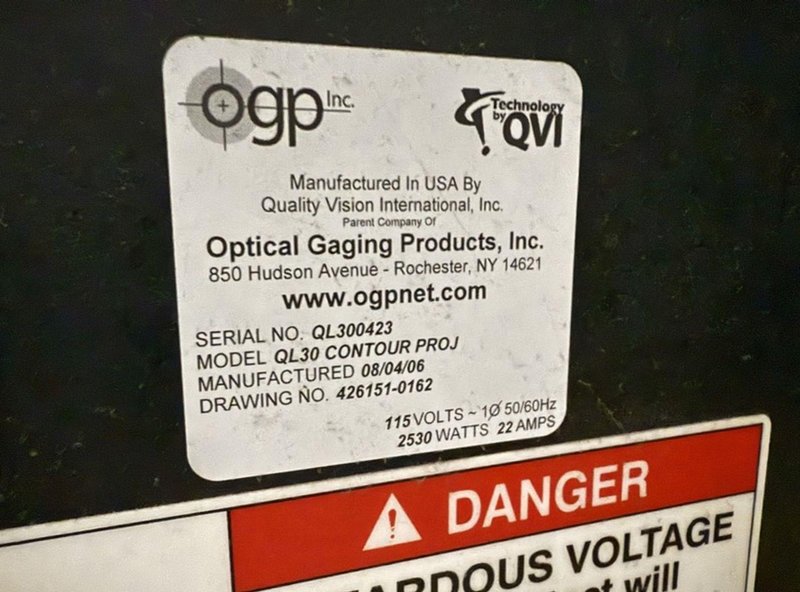 ogp Inc.
Technology
by QVI
Manufactured In USA By
Quality Vision International, Inc.
Parent Company Of
Optical Gaging Products, Inc.
850 Hudson Avenue - Rochester, NY 14621
www.ogpnet.com
SERIAL NO. QL300423
MODEL QL30 CONTOUR PROJ
MANUFACTURED 08/04/06
DRAWING NO. 426151-0162
115 VOLTS ~ 1Ø 50/60Hz
2530 WATTS 22 AMPS
DANGER
VOLTAGE
will